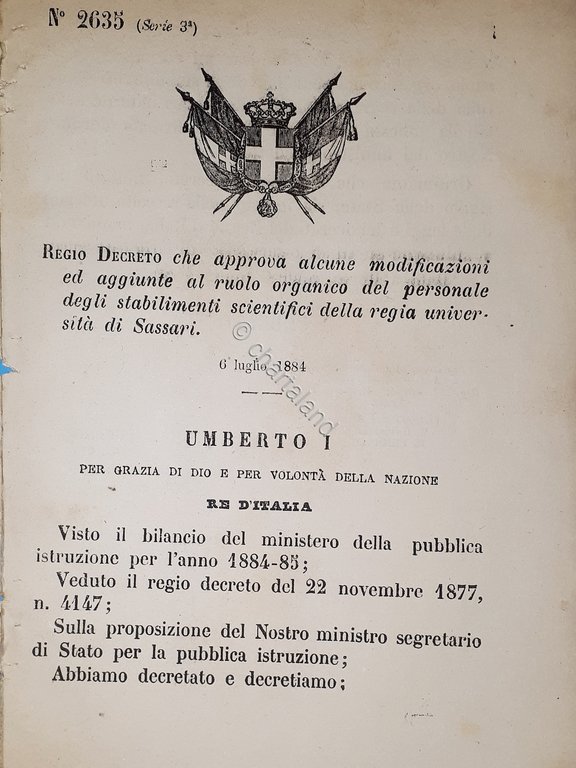 N° 2635 (Serie 3ª)
REGIO DECRETO che approva alcune modificazioni
ed aggiunte al ruolo organico del personale
degli stabilimenti scientifici della regia univer-
sità di Sassari.
6 luglio 1884
UMBERTO I
PER GRAZIA DI DIO E PER VOLONTÀ DELLA NAZIONE
RE D'ITALIA
Visto il bilancio del ministero della pubblica
istruzione per l'anno 1884-85;
Veduto il regio decreto del 22 novembre 1877,
n. 4147;
Sulla proposizione del Nostro ministro segretario
di Stato per la pubblica istruzione;
Abbiamo decretato e decretiamo;
© chartaland